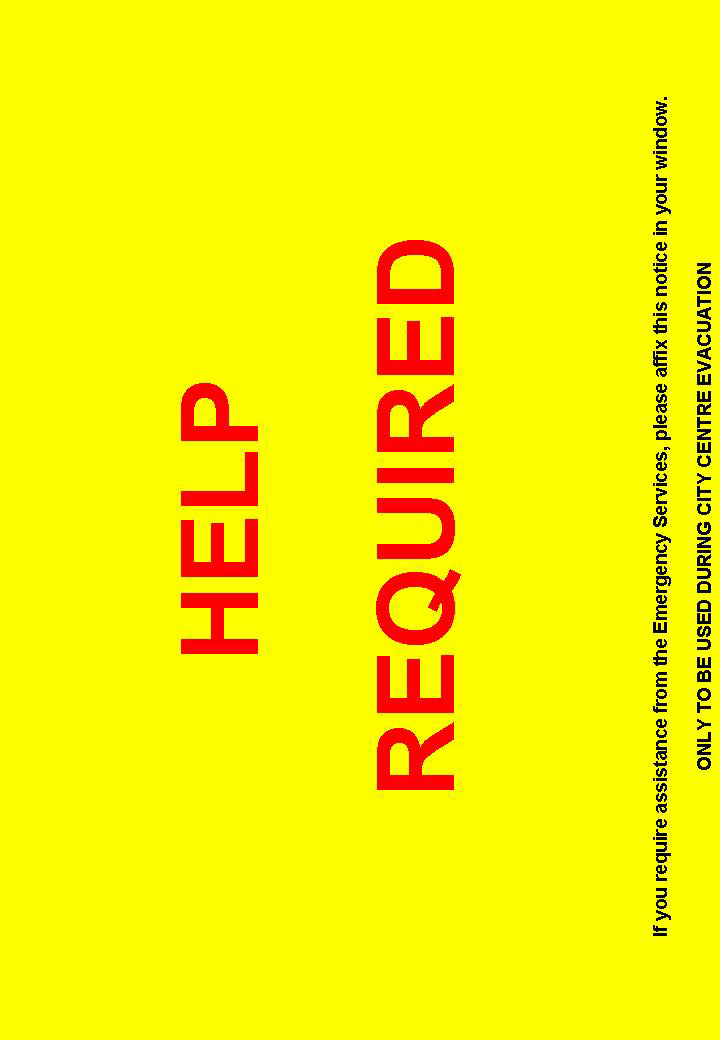 HELP
REQUIRED
If you require assistance from the Emergency Services, please affix this notice in your window.
ONLY TO BE USED DURING CITY CENTRE EVACUATION